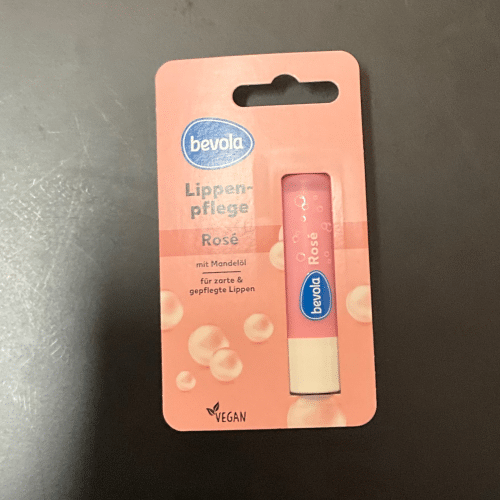 bevola
Lippen-
pflege
Rosé
mit Mandelöl
für zarte &
gepflegte Lippen
VEGAN
bevola Rosé